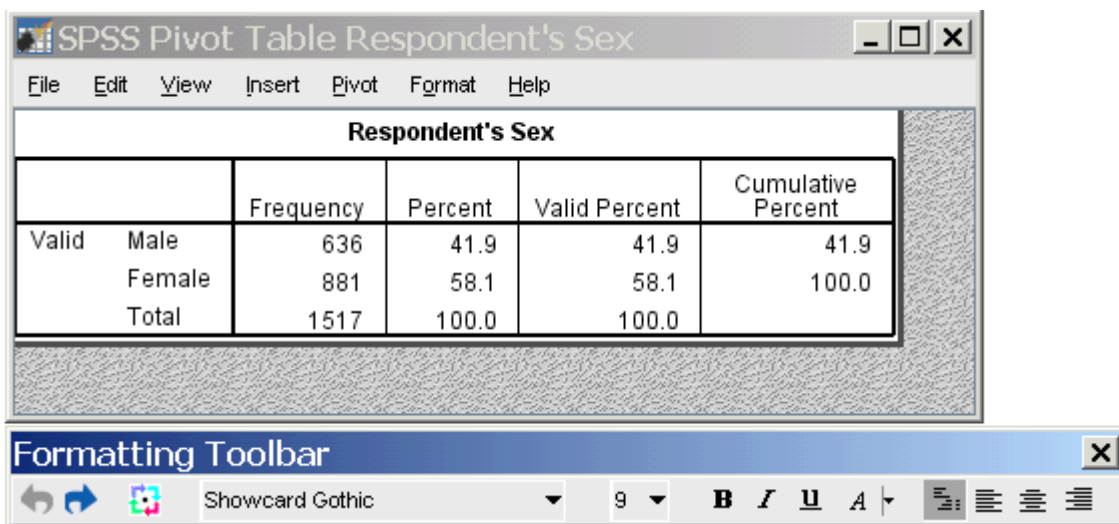 SPSS Pivot Table Respondent's Sex
File Edit View Insert Pivot Format Help
Respondent's Sex
Frequency Percent Valid Percent Cumulative Percent
Valid Male 636 41.9 41.9 41.9
Female 881 58.1 58.1 100.0
Total 1517 100.0 100.0
Formatting Toolbar
Showcard Gothic 9 B I u A